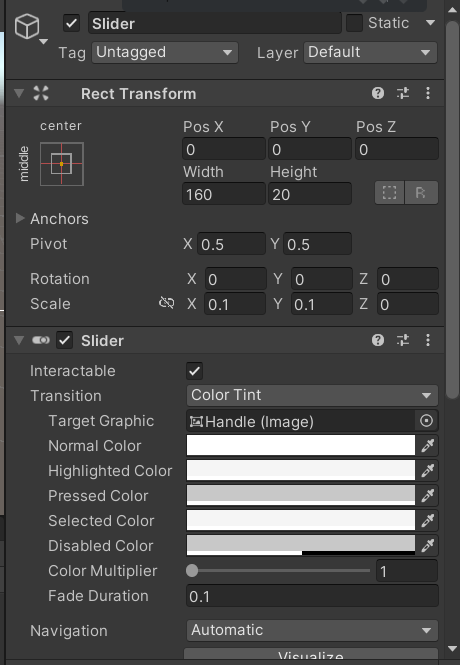 Slider
Static
Tag Untagged Layer Default
Rect Transform
center
middle
Pos X Pos Y Pos Z
0 0 0
Width Height
160 20
R
Anchors
Pivot X 0.5 Y 0.5
Rotation X 0 Y 0 Z 0
Scale X 0.1 Y 0.1 Z 0
Slider
Interactable
Transition Color Tint
Target Graphic Handle (Image)
Normal Color
Highlighted Color
Pressed Color
Selected Color
Disabled Color
Color Multiplier 1
Fade Duration 0.1
Navigation Automatic
Visualize